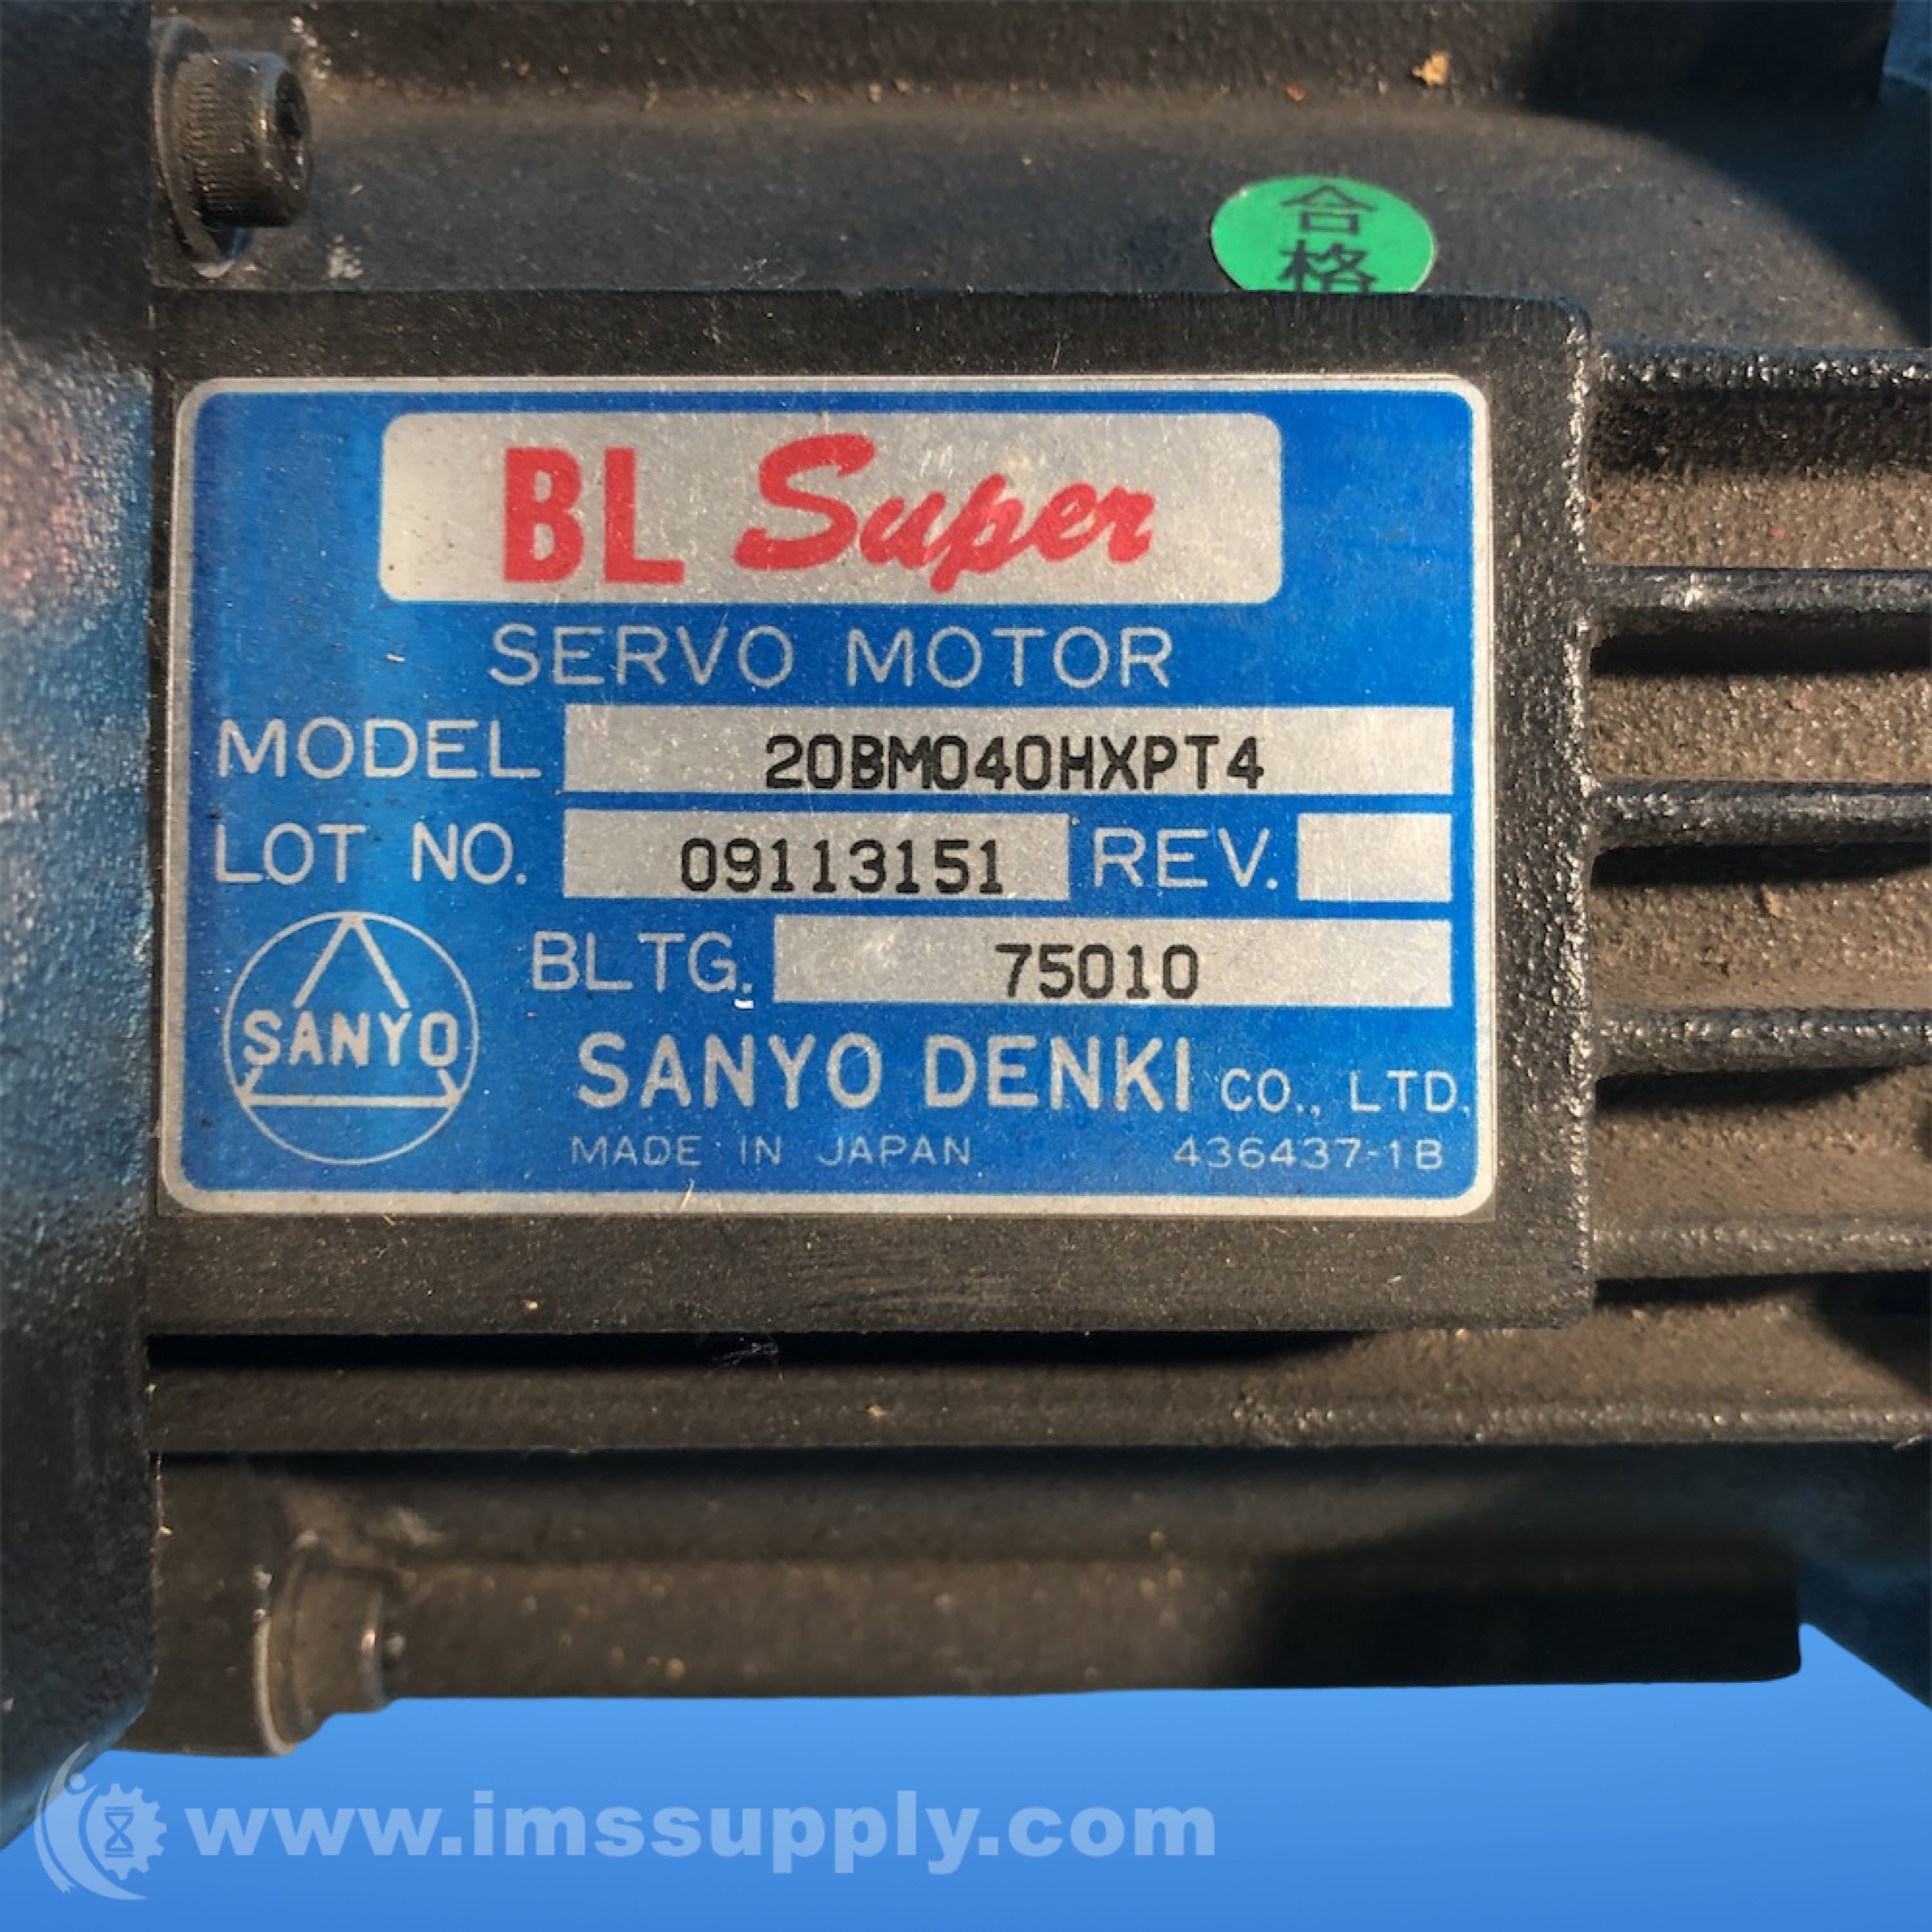 合
格
BL Super
SERVO MOTOR
MODEL 20BM040HXPT4
LOT NO. 09113151 REV.
BLTG. 75010
SANYO
SANYO DENKI CO., LTD.
MADE IN JAPAN 436437-1B
www.imssupply.com